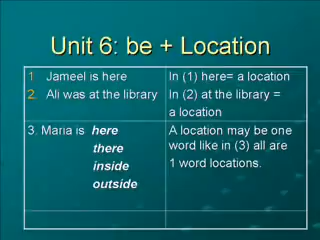 Unit 6: be + Location
1. Jameel is here
2. Ali was at the library
In (1) here= a location
In (2) at the library =
a location
3. Maria is here
there
inside
outside
A location may be one
word like in (3) all are
1 word locations.